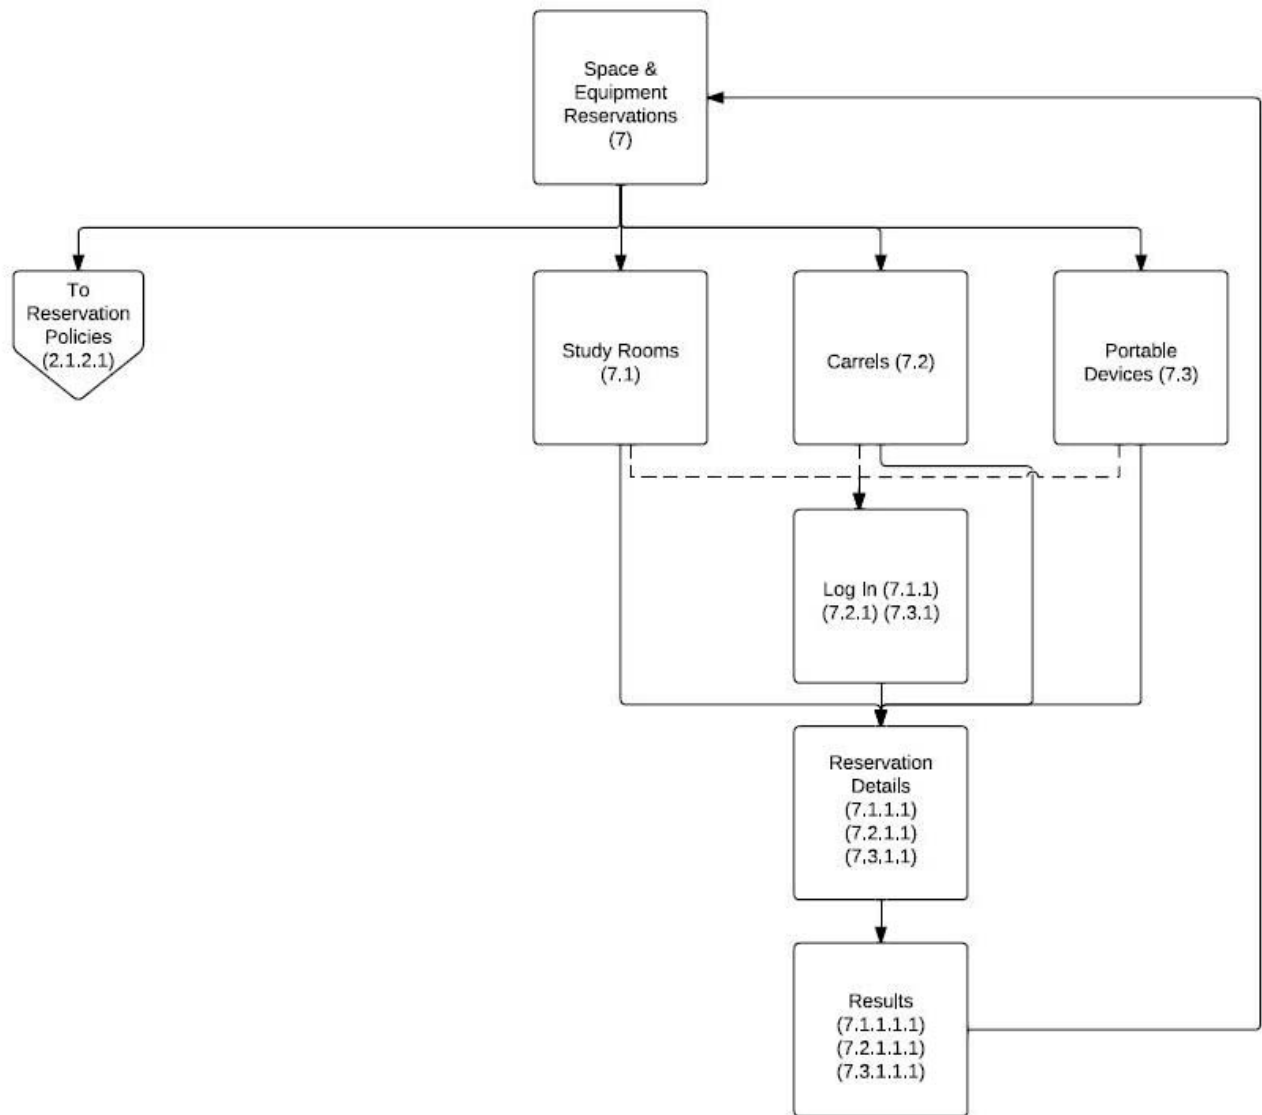 Space &
Equipment
Reservations
(7)
To
Reservation
Policies
(2.1.2.1)
Study Rooms
(7.1)
Carrels (7.2)
Portable
Devices (7.3)
Log In (7.1.1)
(7.2.1) (7.3.1)
Reservation
Details
(7.1.1.1)
(7.2.1.1)
(7.3.1.1)
Results
(7.1.1.1.1)
(7.2.1.1.1)
(7.3.1.1.1)